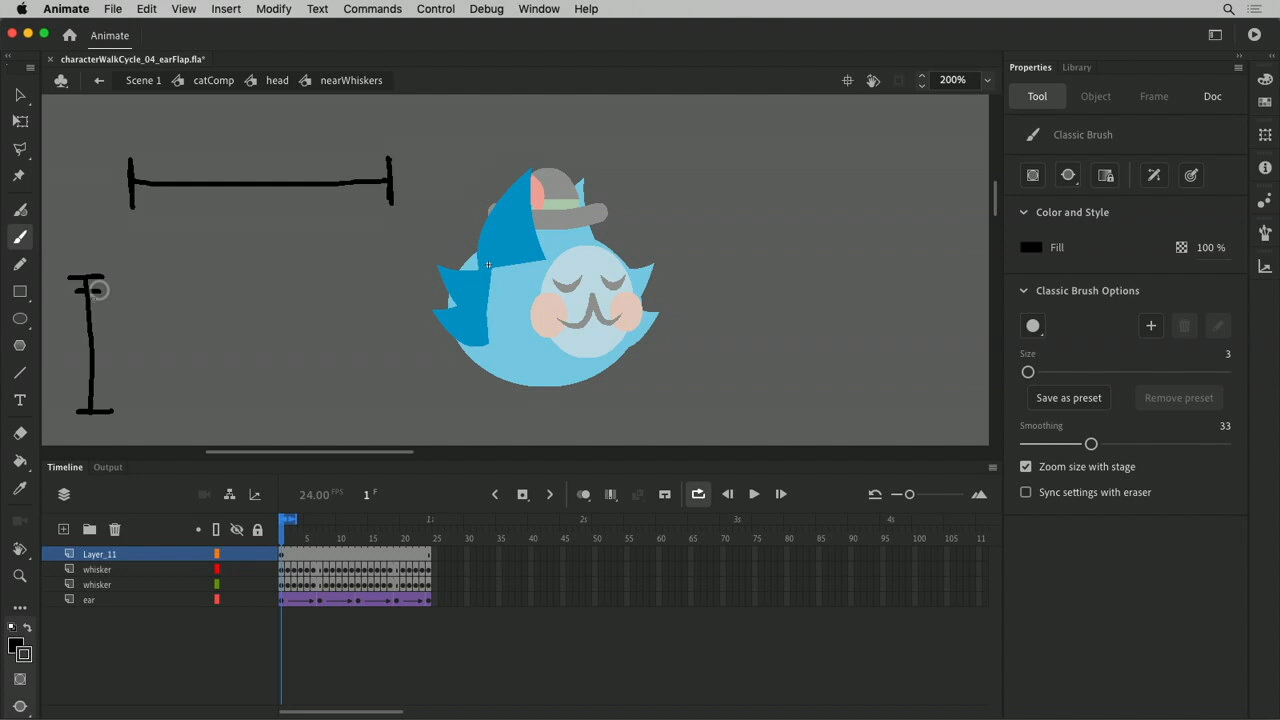 Animate File Edit View Insert Modify Text Commands Control Debug Window Help
Animate
characterWalkCycle_04_earFlap.fla*
Properties Library
Scene 1 catComp head nearWhiskers 200%
Tool Object Frame Doc
Classic Brush
Color and Style
Fill 100 %
Classic Brush Options
Size 3
Save as preset Remove preset
Smoothing 33
Zoom size with stage
Sync settings with eraser
Timeline Output
24.00 FPS 1 F
1s 2s 3s 4s
5 10 15 20 25 30 35 40 45 50 55 60 65 70 75 80 85 90 95 100 105 11
Layer_11
whisker
whisker
ear